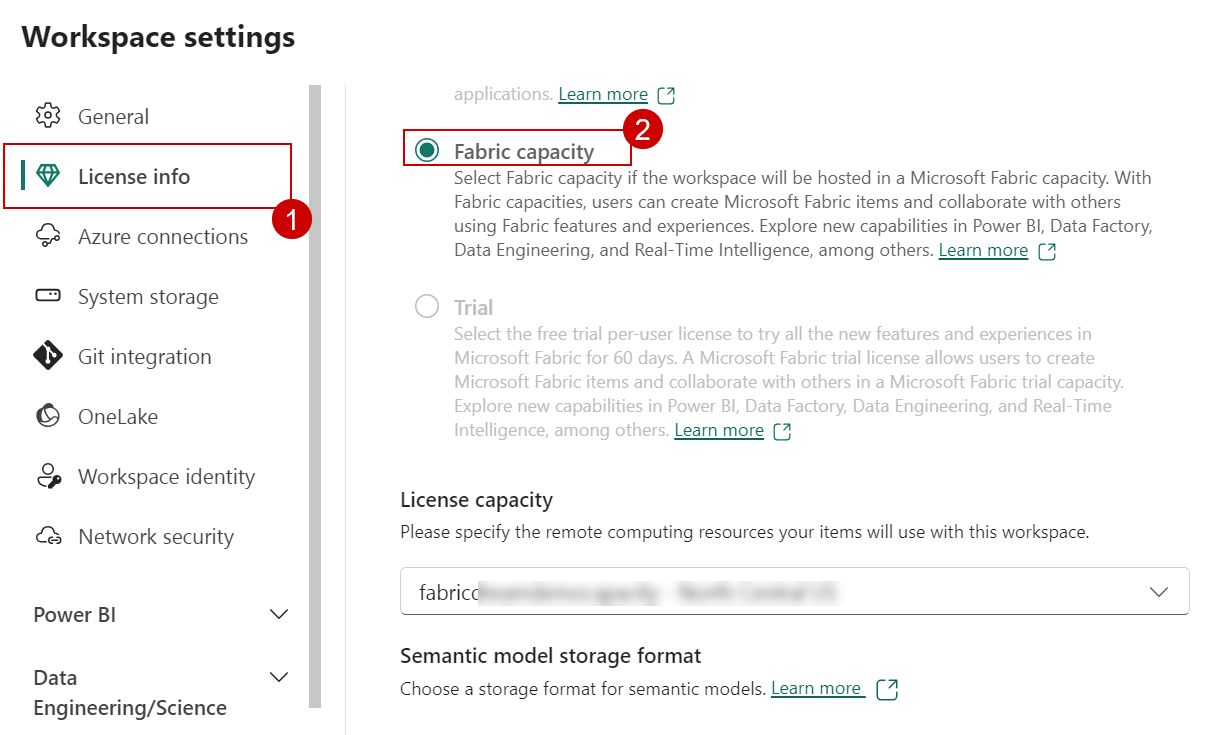 Workspace settings
General
License info
1
Azure connections
System storage
Git integration
OneLake
Workspace identity
Network security
Power BI
Data
Engineering/Science
applications. Learn more
2
Fabric capacity
Select Fabric capacity if the workspace will be hosted in a Microsoft Fabric capacity. With
Fabric capacities, users can create Microsoft Fabric items and collaborate with others
using Fabric features and experiences. Explore new capabilities in Power BI, Data Factory,
Data Engineering, and Real-Time Intelligence, among others. Learn more
Trial
Select the free trial per-user license to try all the new features and experiences in
Microsoft Fabric for 60 days. A Microsoft Fabric trial license allows users to create
Microsoft Fabric items and collaborate with others in a Microsoft Fabric trial capacity.
Explore new capabilities in Power BI, Data Factory, Data Engineering, and Real-Time
Intelligence, among others. Learn more
License capacity
Please specify the remote computing resources your items will use with this workspace.
Semantic model storage format
Choose a storage format for semantic models. Learn more